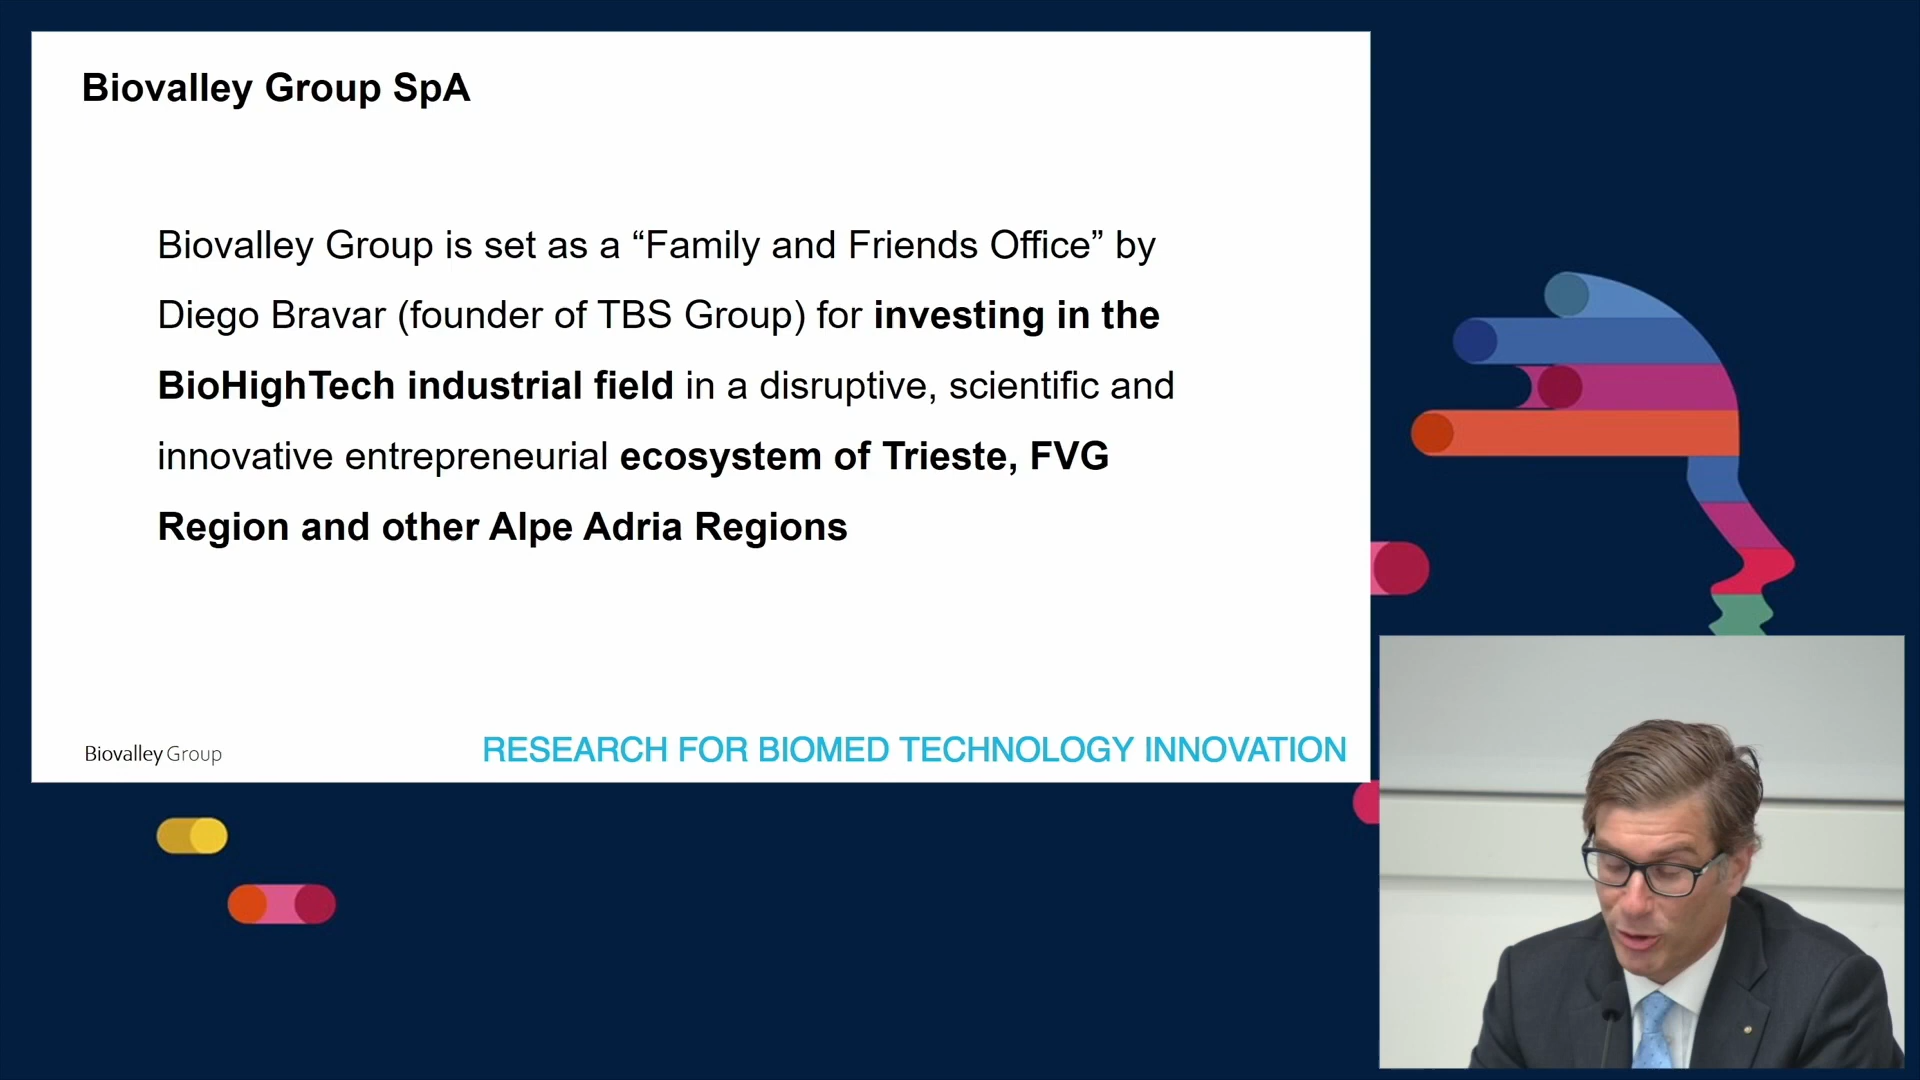 Biovalley Group SpA
Biovalley Group is set as a “Family and Friends Office” by
Diego Bravar (founder of TBS Group) for investing in the
BioHighTech industrial field in a disruptive, scientific and
innovative entrepreneurial ecosystem of Trieste, FVG
Region and other Alpe Adria Regions
Biovalley Group
RESEARCH FOR BIOMED TECHNOLOGY INNOVATION